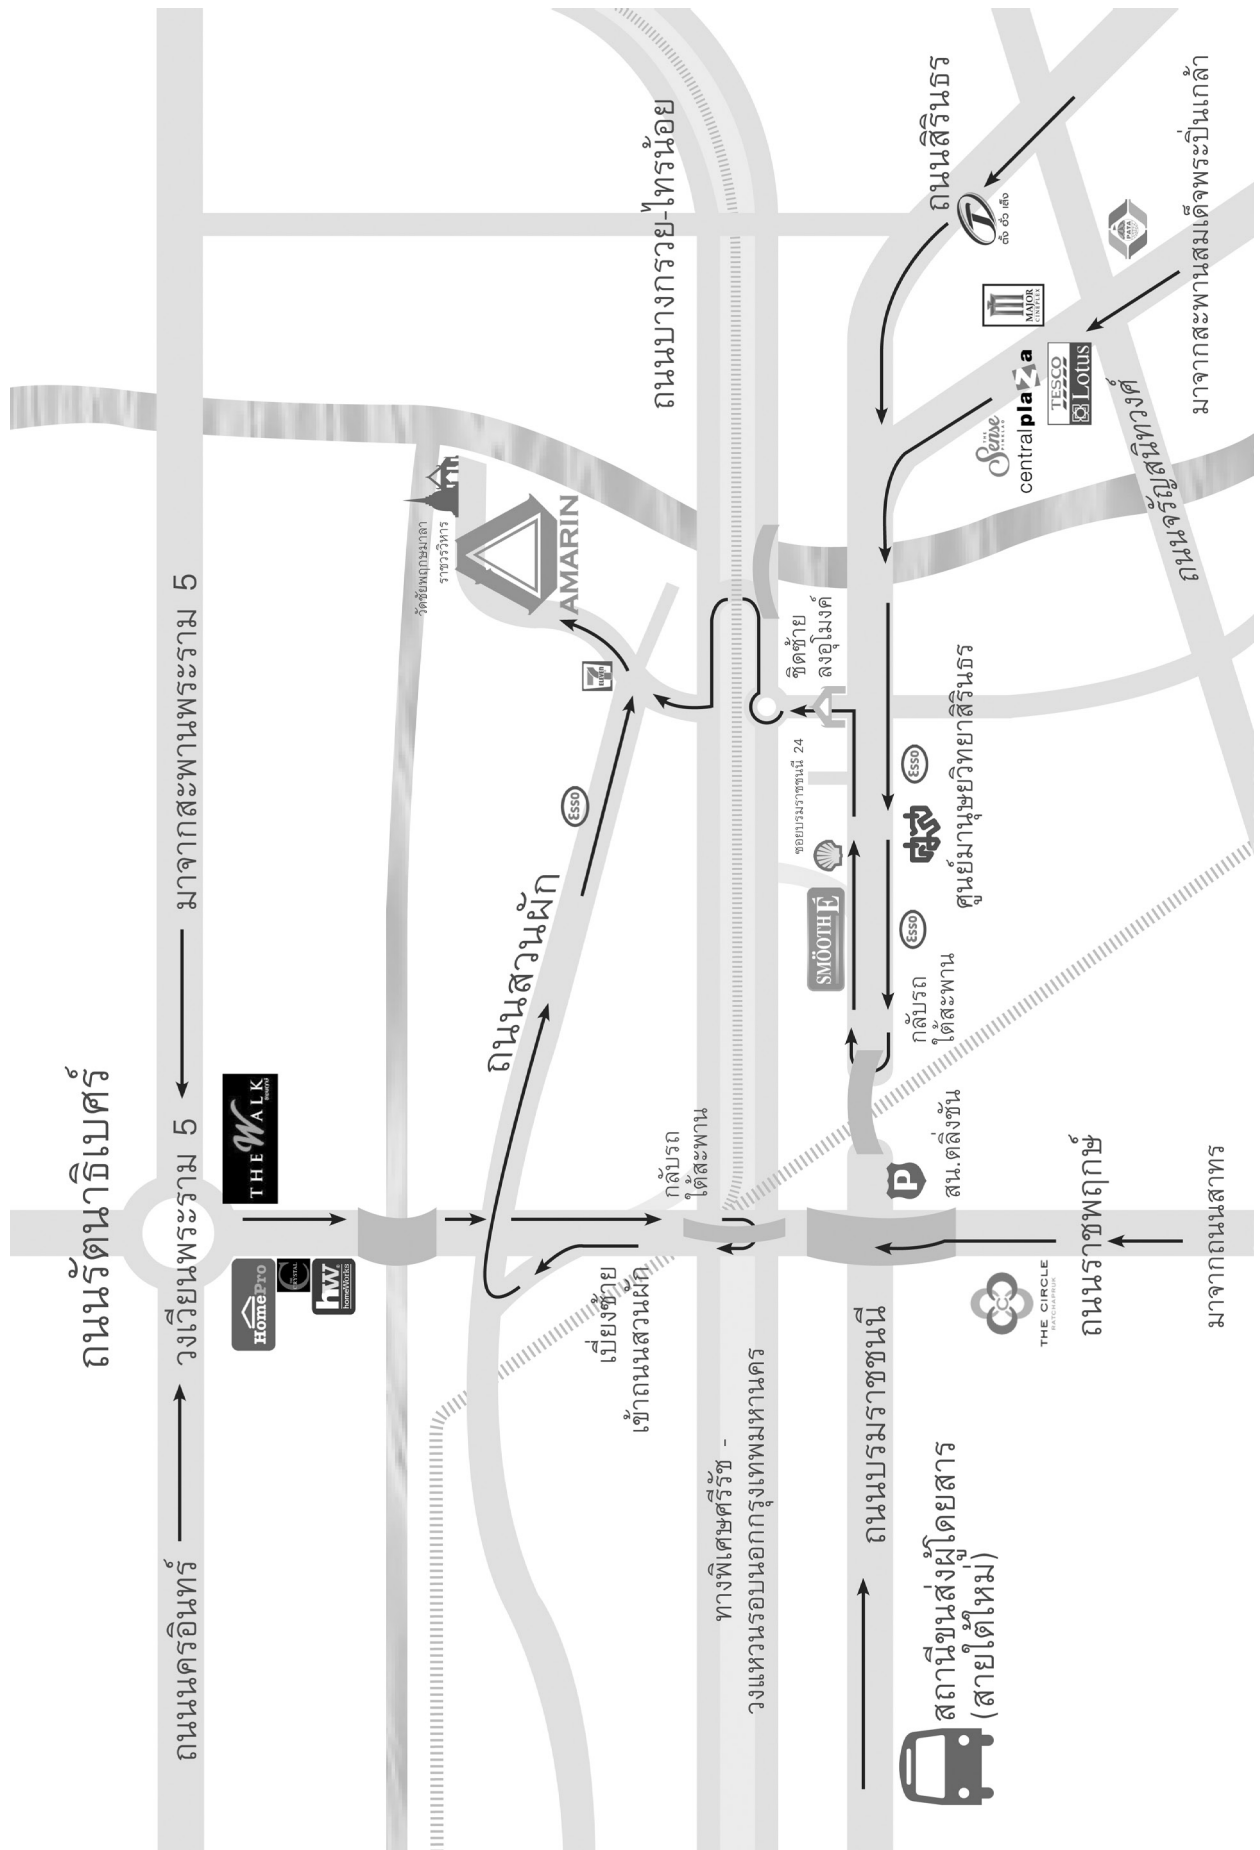 ถนนรัตนาธิเบศร์
ถนนนครอินทร์
วงเวียนพระราม 5
มาจากสะพานพระราม 5
HomePro
THE CRYSTAL
hw
homeWorks
THE WALK
วัดชัยพฤกษมาลา
ราชวรวิหาร
AMARIN
7
ELEVEN
ถนนสวนผัก
Esso
เบี่ยงซ้าย
เข้าถนนสวนผัก
กลับรถ
ใต้สะพาน
ถนนบางกรวย-ไทรน้อย
ทางพิเศษศรีรัช -
วงแหวนรอบนอกกรุงเทพมหานคร
ชิดซ้าย
ลงอุโมงค์
ซอยบรมราชชนนี 24
SMÖOTH É
ถนนบรมราชชนนี
Esso
Esso
กลับรถ
ใต้สะพาน
ศูนย์มานุษยวิทยาสิรินธร
P
สน.ตลิ่งชัน
สถานีขนส่งผู้โดยสาร
(สายใต้ใหม่)
ถนนสิรินธร
T
ตั้ง ฮั่ว เส็ง
MAJOR
CINEPLEX
THE
Sense
PINKLAO
centralplaZa
TESCO
Lotus
PATA
THE CIRCLE
RATCHAPRUK
ถนนราชพฤกษ์
ถนนจรัญสนิทวงศ์
มาจากถนนสาทร
มาจากสะพานสมเด็จพระปิ่นเกล้า